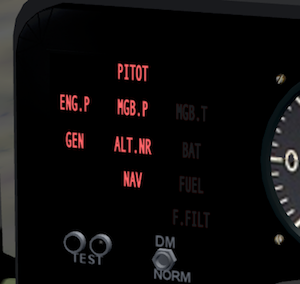 PITOT
ENG.P MGB.P MGB.T
GEN ALT.NR BAT
NAV FUEL
F.FILT
TEST
DM
NORM